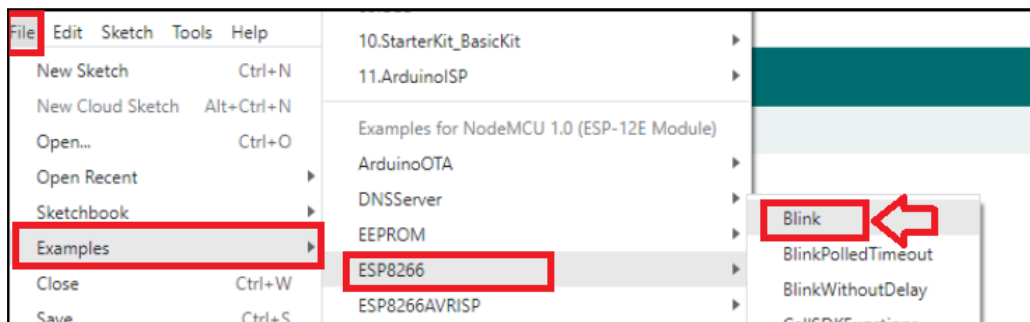 File Edit Sketch Tools Help
New Sketch Ctrl+N
New Cloud Sketch Alt+Ctrl+N
Open... Ctrl+O
Open Recent
Sketchbook
Examples
Close Ctrl+W
Save Ctrl+S
10.StarterKit_BasicKit
11.ArduinoISP
Examples for NodeMCU 1.0 (ESP-12E Module)
ArduinoOTA
DNSServer
EEPROM
ESP8266
ESP8266AVRISP
Blink
BlinkPolledTimeout
BlinkWithoutDelay